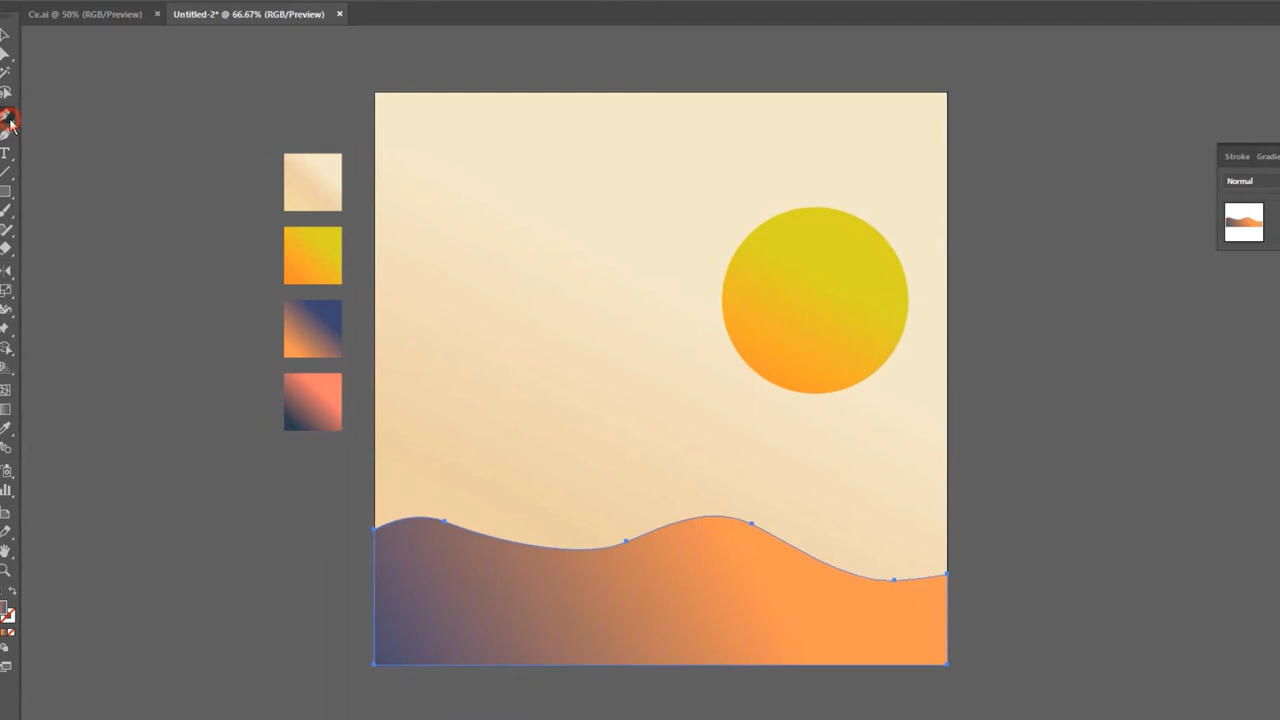 Cv.ai @ 50% (RGB/Preview) × Untitled-2* @ 66.67% (RGB/Preview) ×
Stroke Gradie
Normal